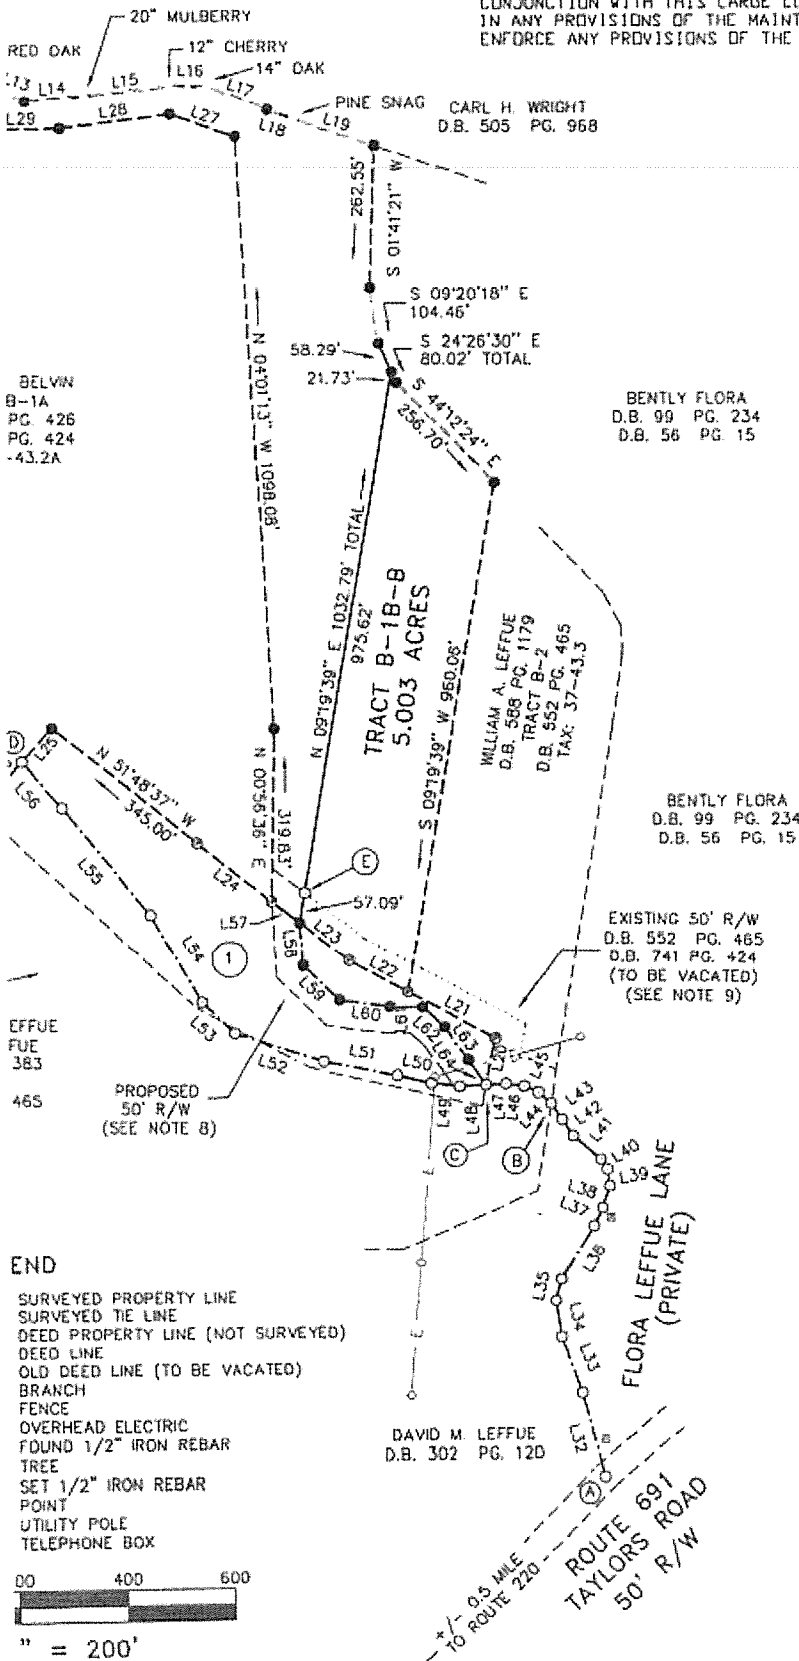 IN ANY PROVISIONS OF THE MAINT
ENFORCE ANY PROVISIONS OF THE
20" MULBERRY
RED OAK
12" CHERRY
14" OAK
L13
L14
L15
L16
L17
L18
L19
PINE SNAG
L29
L28
L27
CARL H. WRIGHT
D.B. 505 PG. 968
262.55'
S 01°41'21" W
S 09°20'18" E
104.46'
58.29'
S 24°26'30" E
80.02' TOTAL
21.73'
S 44°12'24" E
256.70'
BELVIN
B-1A
PG. 426
PG. 424
-43.2A
BENTLY FLORA
D.B. 99 PG. 234
D.B. 56 PG. 15
N 04°01'13" W 1098.08'
N 09°19'39" E 1032.79' TOTAL
975.62'
TRACT B-1B-B
5.003 ACRES
S 09°19'39" W 960.06'
WILLIAM A. LEFFUE
D.B. 588 PG. 1179
TRACT B-2
D.B. 552 PG. 465
TAX: 37-43.3
D
L25
N 51°48'37" W
345.00'
L56
L55
L24
N 00°56'36" E
319.83'
E
57.09'
BENTLY FLORA
D.B. 99 PG. 234
D.B. 56 PG. 15
L57
L58
L23
L22
L21
EXISTING 50' R/W
D.B. 552 PG. 465
D.B. 741 PG. 424
(TO BE VACATED)
(SEE NOTE 9)
1
L54
L59
L60
L62
L63
L64
L53
L52
L51
L50
L49
L48
L47
L46
L45
L44
L43
L42
L41
L40
L39
L38
L37
L36
L35
L34
L33
L32
EFFUE
FUE
383
465
PROPOSED
50' R/W
(SEE NOTE 8)
C
B
A
E
E
FLORA LEFFUE LANE
(PRIVATE)
END
SURVEYED PROPERTY LINE
SURVEYED TIE LINE
DEED PROPERTY LINE (NOT SURVEYED)
DEED LINE
OLD DEED LINE (TO BE VACATED)
BRANCH
FENCE
OVERHEAD ELECTRIC
FOUND 1/2" IRON REBAR
TREE
SET 1/2" IRON REBAR
POINT
UTILITY POLE
TELEPHONE BOX
DAVID M. LEFFUE
D.B. 302 PG. 120
ROUTE 691
TAYLORS ROAD
50' R/W
+/- 0.5 MILE
TO ROUTE 220
00 400 600
" = 200'